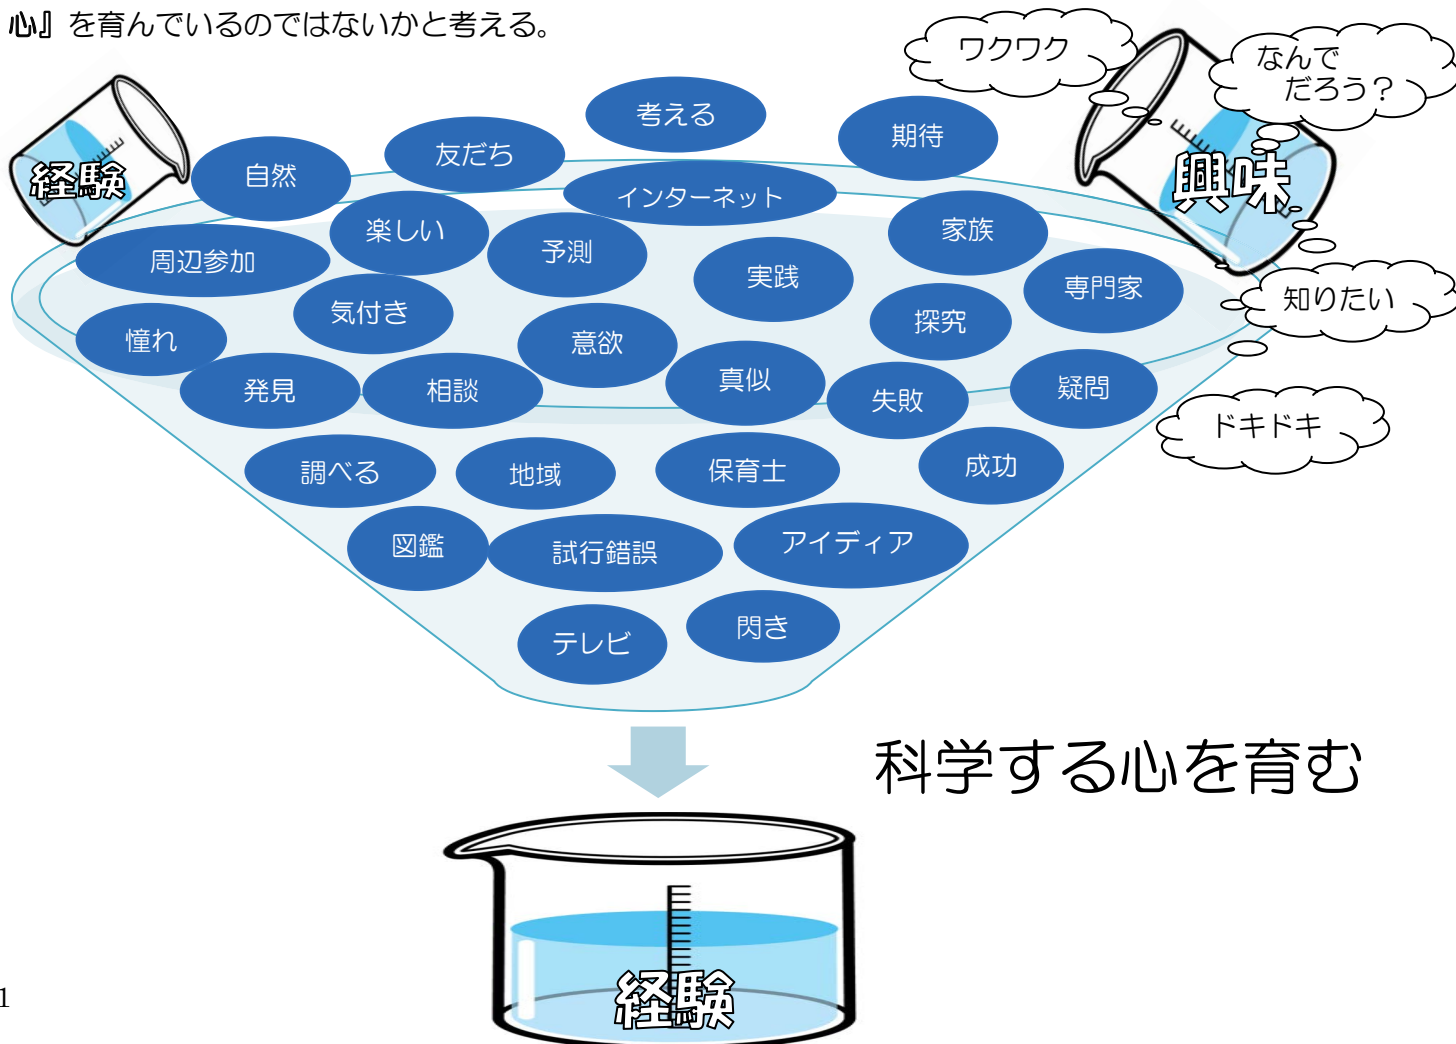 心』を育んでいるのではないかと考える。
ワクワク
なんで
だろう？
考える
期待
友だち
自然
経験
興味
インターネット
楽しい
家族
予測
周辺参加
実践
専門家
知りたい
気付き
探究
憧れ
意欲
真似
発見
相談
失敗
疑問
ドキドキ
調べる
地域
保育士
成功
図鑑
試行錯誤
アイディア
テレビ
閃き
科学する心を育む
経験
1